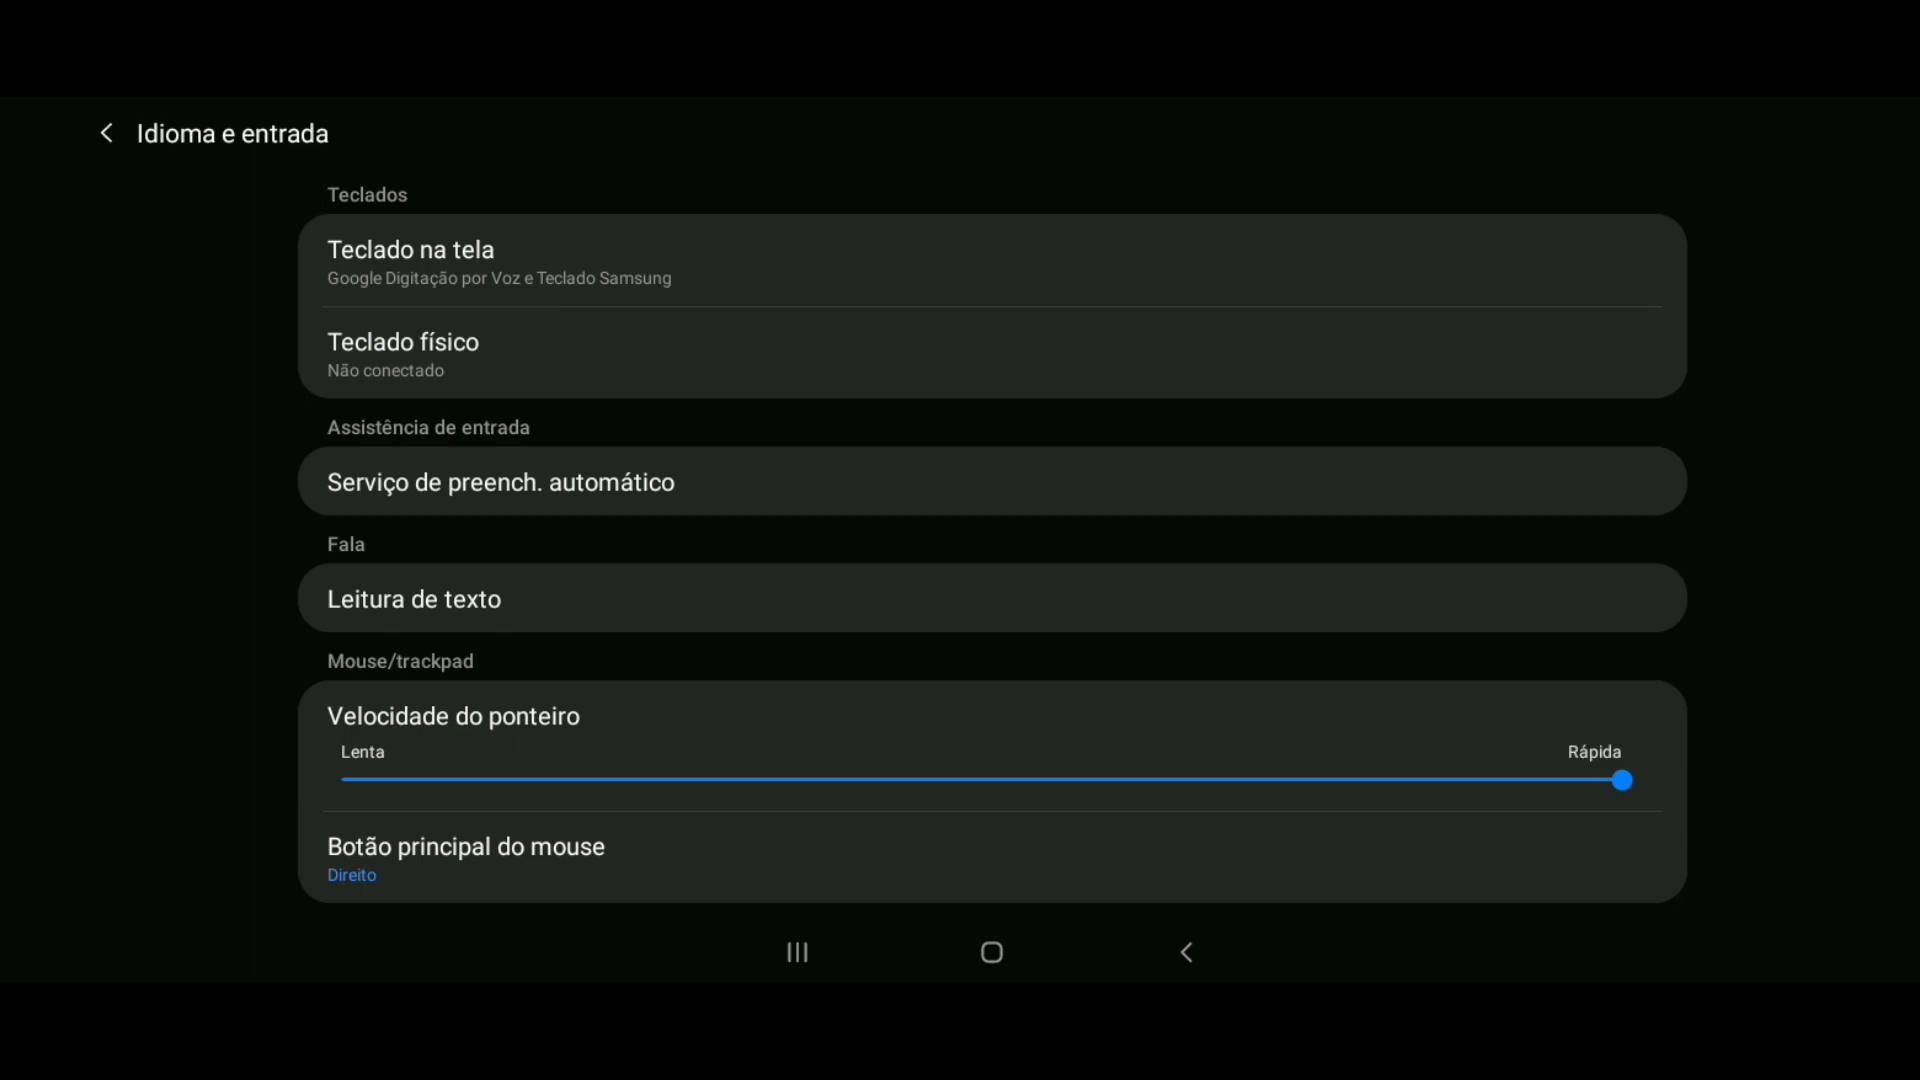 Idioma e entrada
Teclados
Teclado na tela
Google Digitação por Voz e Teclado Samsung
Teclado físico
Não conectado
Assistência de entrada
Serviço de preench. automático
Fala
Leitura de texto
Mouse/trackpad
Velocidade do ponteiro
Lenta
Rápida
Botão principal do mouse
Direito